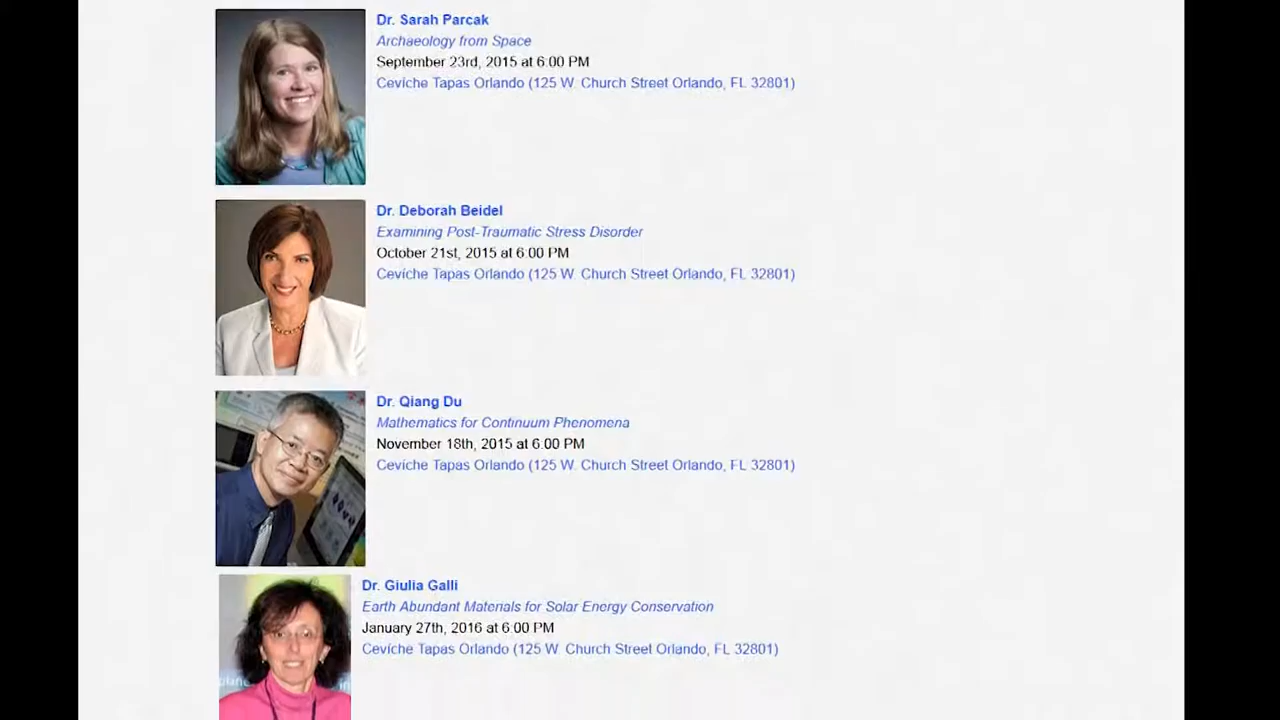 Dr. Sarah Parcak
Archaeology from Space
September 23rd, 2015 at 6:00 PM
Ceviche Tapas Orlando (125 W. Church Street Orlando, FL 32801)
Dr. Deborah Beidel
Examining Post-Traumatic Stress Disorder
October 21st, 2015 at 6:00 PM
Ceviche Tapas Orlando (125 W. Church Street Orlando, FL 32801)
Dr. Qiang Du
Mathematics for Continuum Phenomena
November 18th, 2015 at 6:00 PM
Ceviche Tapas Orlando (125 W. Church Street Orlando, FL 32801)
Dr. Giulia Galli
Earth Abundant Materials for Solar Energy Conservation
January 27th, 2016 at 6:00 PM
Ceviche Tapas Orlando (125 W. Church Street Orlando, FL 32801)